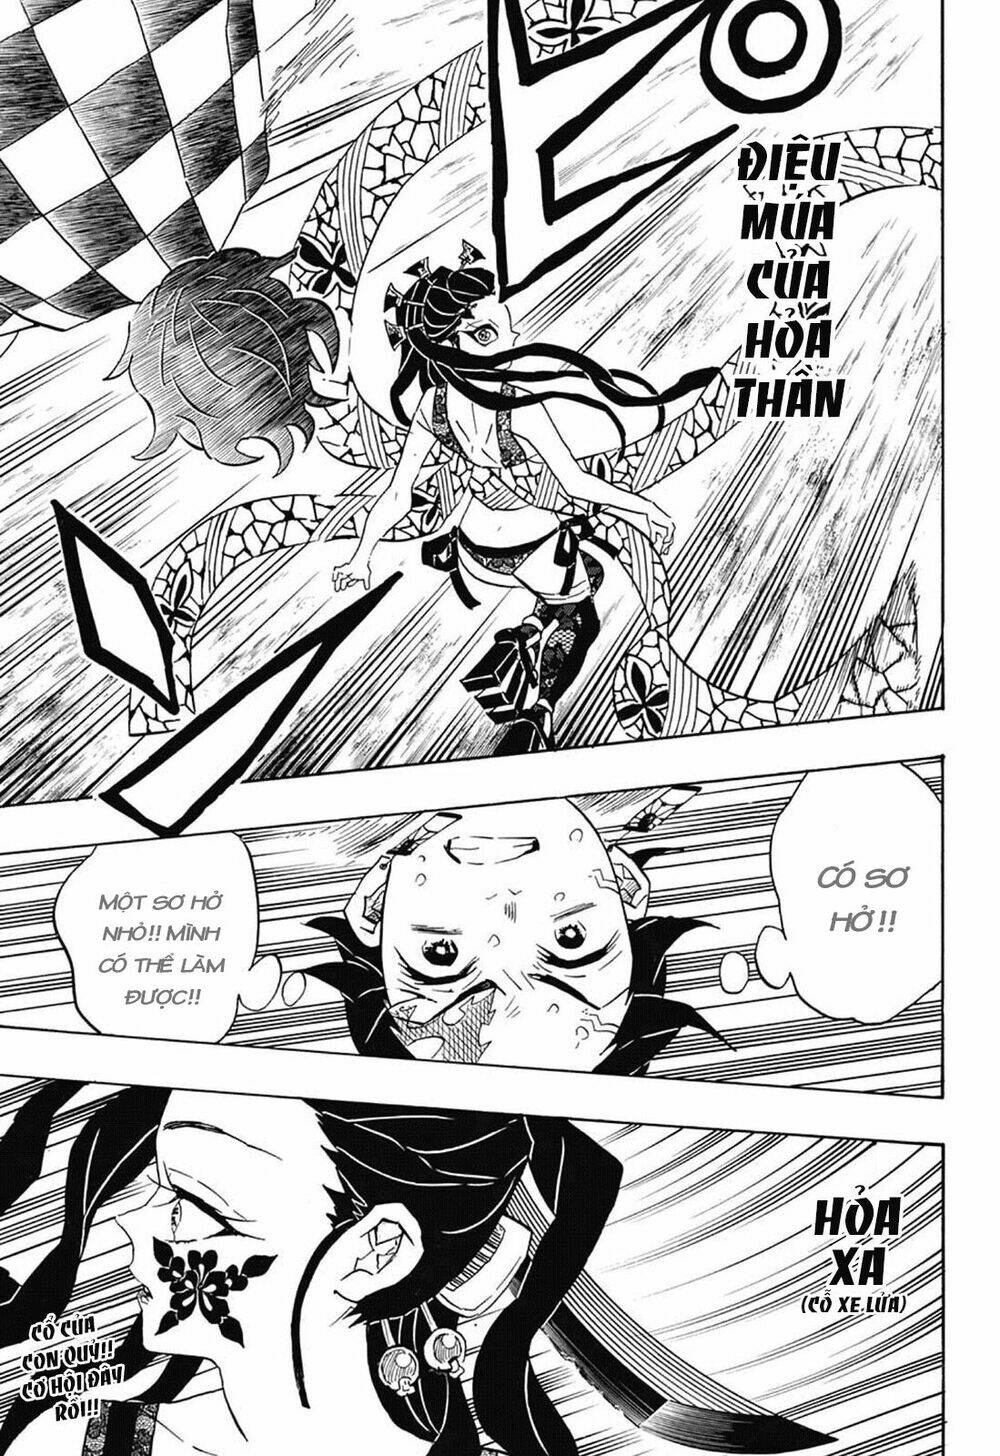 ĐIỆU
MÚA
CỦA
HỎA
THẦN
CÓ SƠ
HỞ!!
MỘT SƠ HỞ
NHỎ!! MÌNH
CÓ THỂ LÀM
ĐƯỢC!!
HỎA
XA
(CỖ XE LỬA)
CỔ CỦA
CON QUỶ!!
CƠ HỘI ĐÂY
RỒI!!